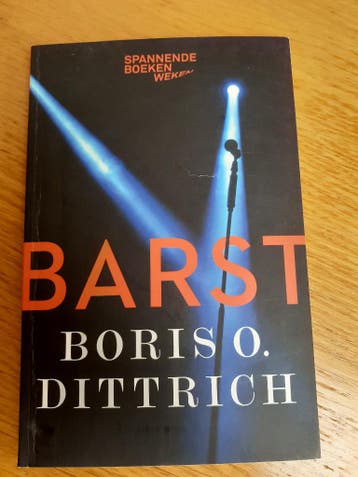 SPANNENDE
BOEKEN
WEKEN
BARST
BORIS O.
DITTRICH